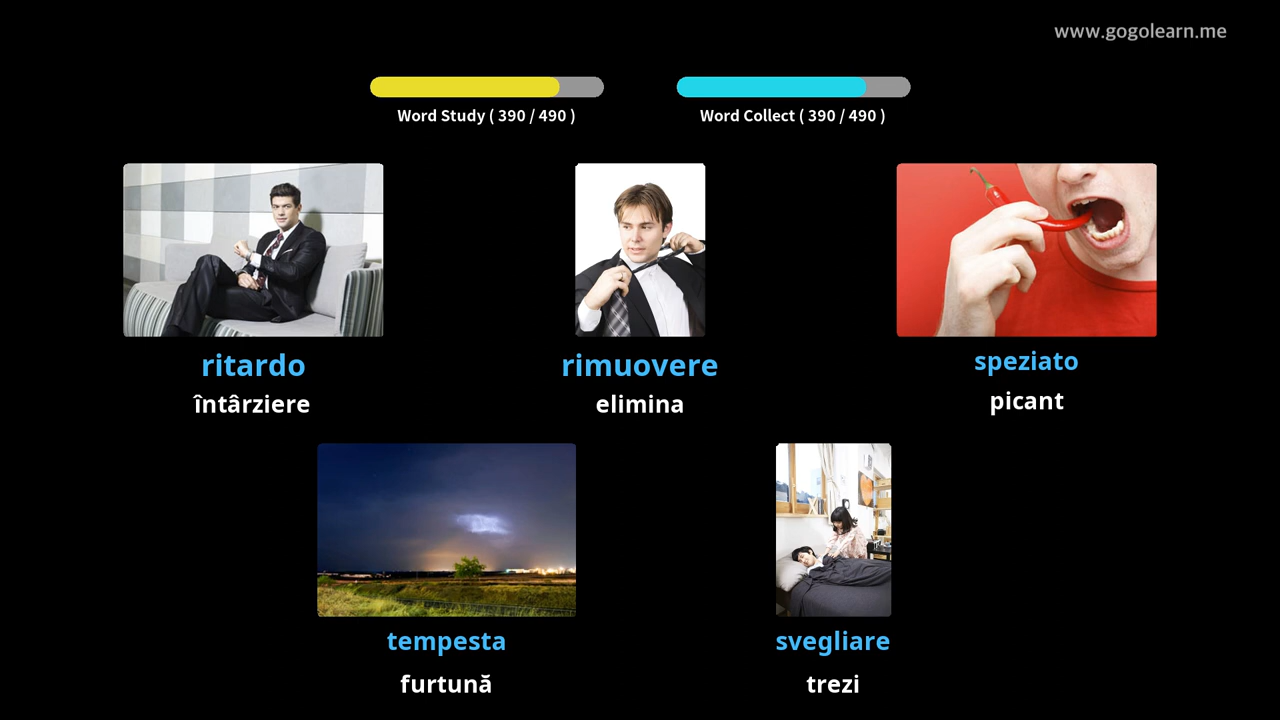 www.gogolearn.me
Word Study ( 390 / 490 )
Word Collect ( 390 / 490 )
ritardo
întârziere
rimuovere
elimina
speziato
picant
tempesta
furtună
svegliare
trezi